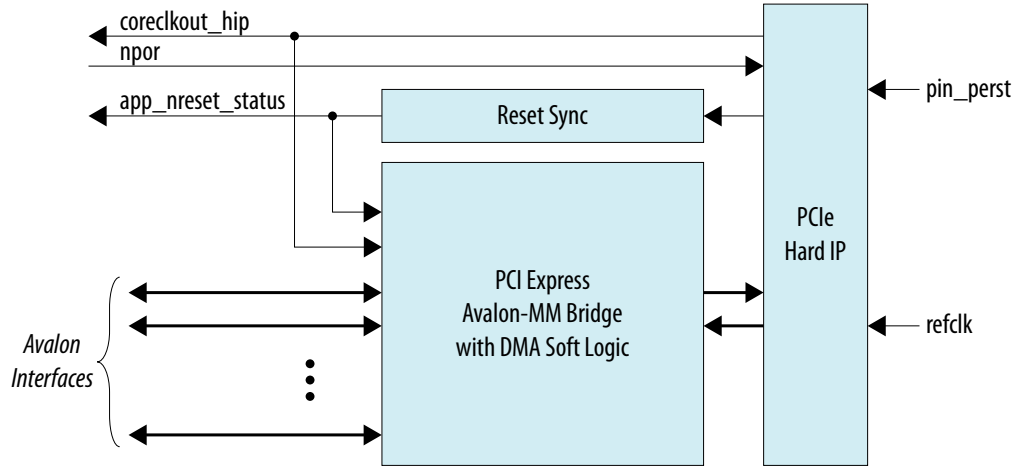 coreclkout_hip
npor
app_nreset_status
Reset Sync
pin_perst
PCIe
Hard IP
PCI Express
Avalon-MM Bridge
with DMA Soft Logic
refclk
Avalon
Interfaces